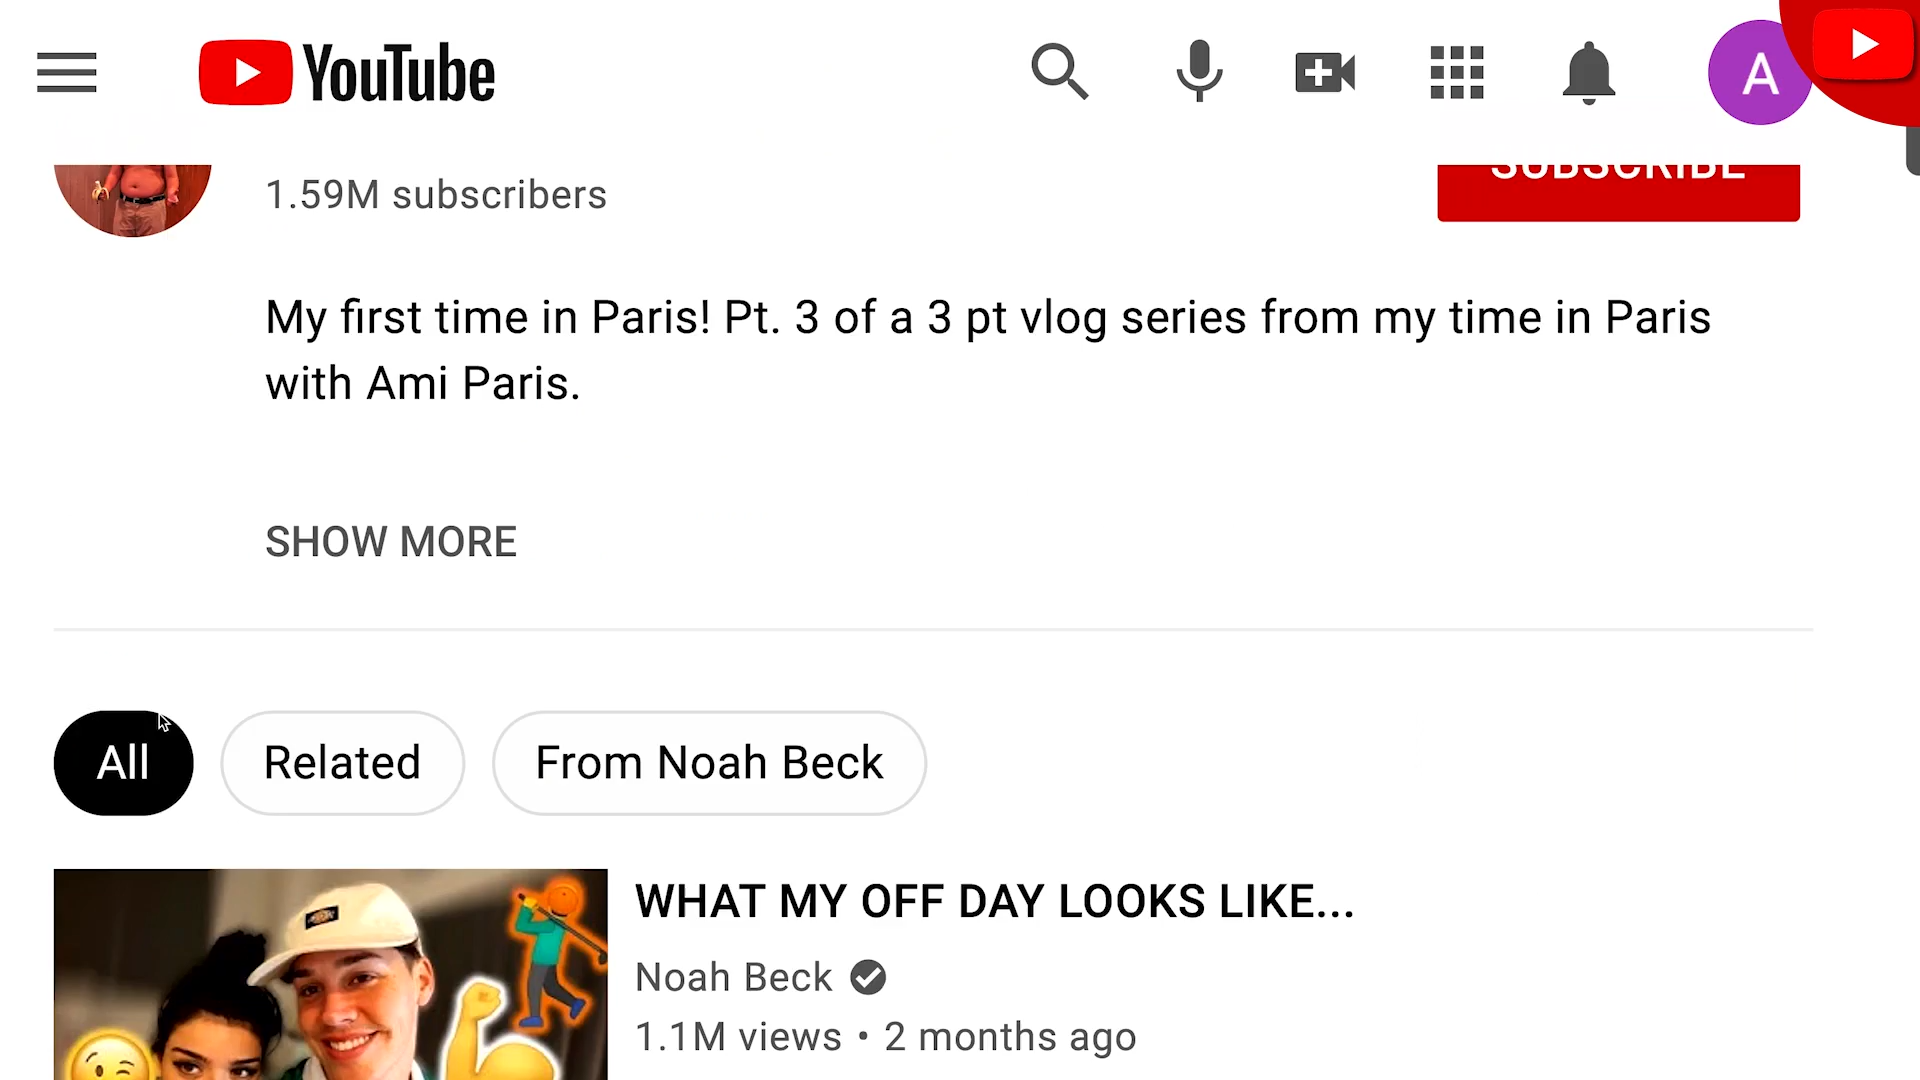 YouTube
A
1.59M subscribers
SUBSCRIBE
My first time in Paris! Pt. 3 of a 3 pt vlog series from my time in Paris
with Ami Paris.
SHOW MORE
All
Related
From Noah Beck
WHAT MY OFF DAY LOOKS LIKE...
Noah Beck
1.1M views • 2 months ago